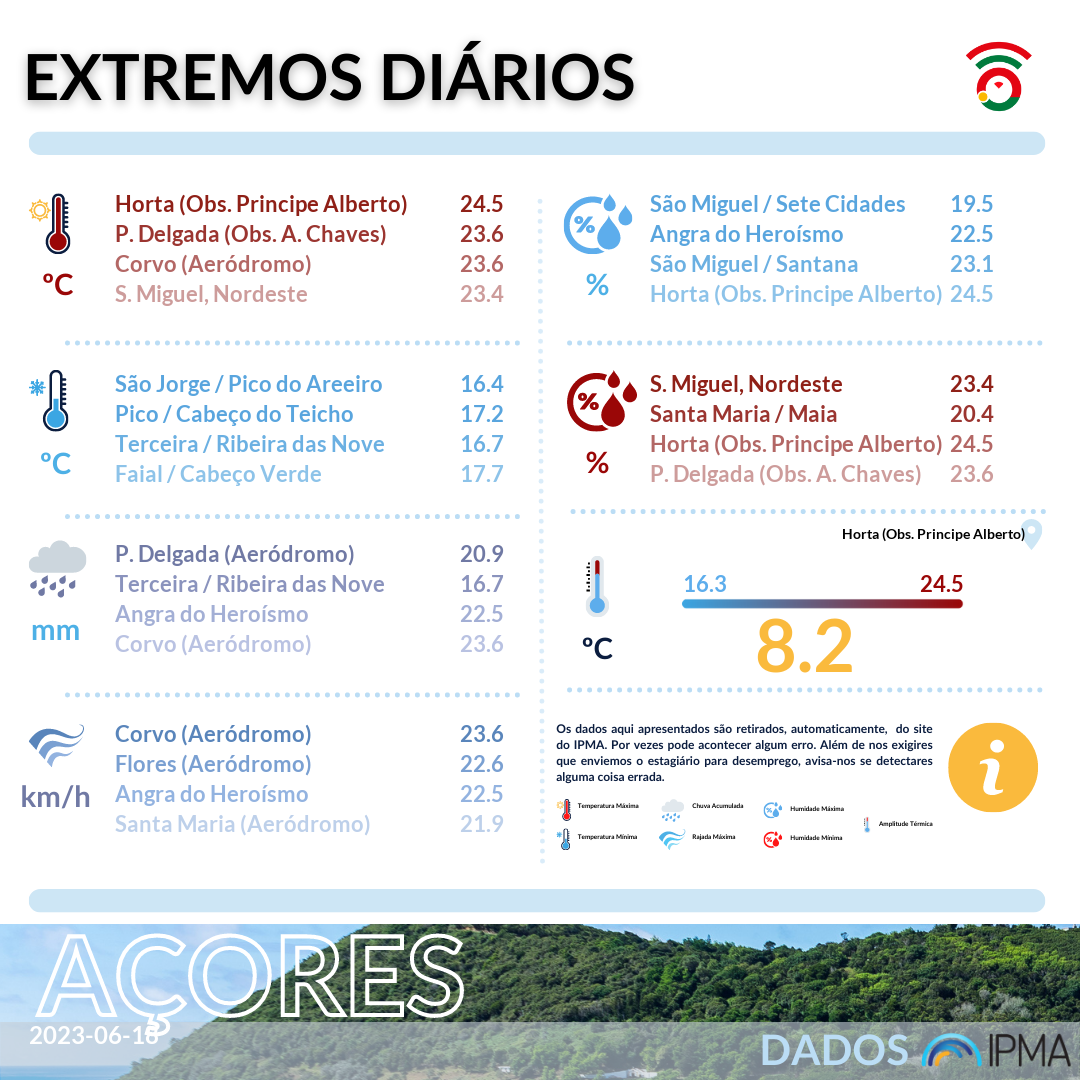 EXTREMOS DIÁRIOS
Horta (Obs. Principe Alberto) 24.5
P. Delgada (Obs. A. Chaves) 23.6
Corvo (Aeródromo) 23.6
S. Miguel, Nordeste 23.4
ºC
São Jorge / Pico do Areeiro 16.4
Pico / Cabeço do Teicho 17.2
Terceira / Ribeira das Nove 16.7
Faial / Cabeço Verde 17.7
ºC
P. Delgada (Aeródromo) 20.9
Terceira / Ribeira das Nove 16.7
Angra do Heroísmo 22.5
Corvo (Aeródromo) 23.6
mm
Corvo (Aeródromo) 23.6
Flores (Aeródromo) 22.6
Angra do Heroísmo 22.5
Santa Maria (Aeródromo) 21.9
km/h
%
São Miguel / Sete Cidades 19.5
Angra do Heroísmo 22.5
São Miguel / Santana 23.1
Horta (Obs. Principe Alberto) 24.5
%
%
S. Miguel, Nordeste 23.4
Santa Maria / Maia 20.4
Horta (Obs. Principe Alberto) 24.5
P. Delgada (Obs. A. Chaves) 23.6
%
Horta (Obs. Principe Alberto)
16.3 24.5
8.2
ºC
Os dados aqui apresentados são retirados, automaticamente, do site
do IPMA. Por vezes pode acontecer algum erro. Além de nos exigires
que enviemos o estagiário para desemprego, avisa-nos se detectares
alguma coisa errada.
i
Temperatura Máxima Chuva Acumulada Humidade Máxima
Amplitude Térmica
Temperatura Mínima Rajada Máxima Humidade Mínima
AÇORES
2023-06-18
DADOS IPMA